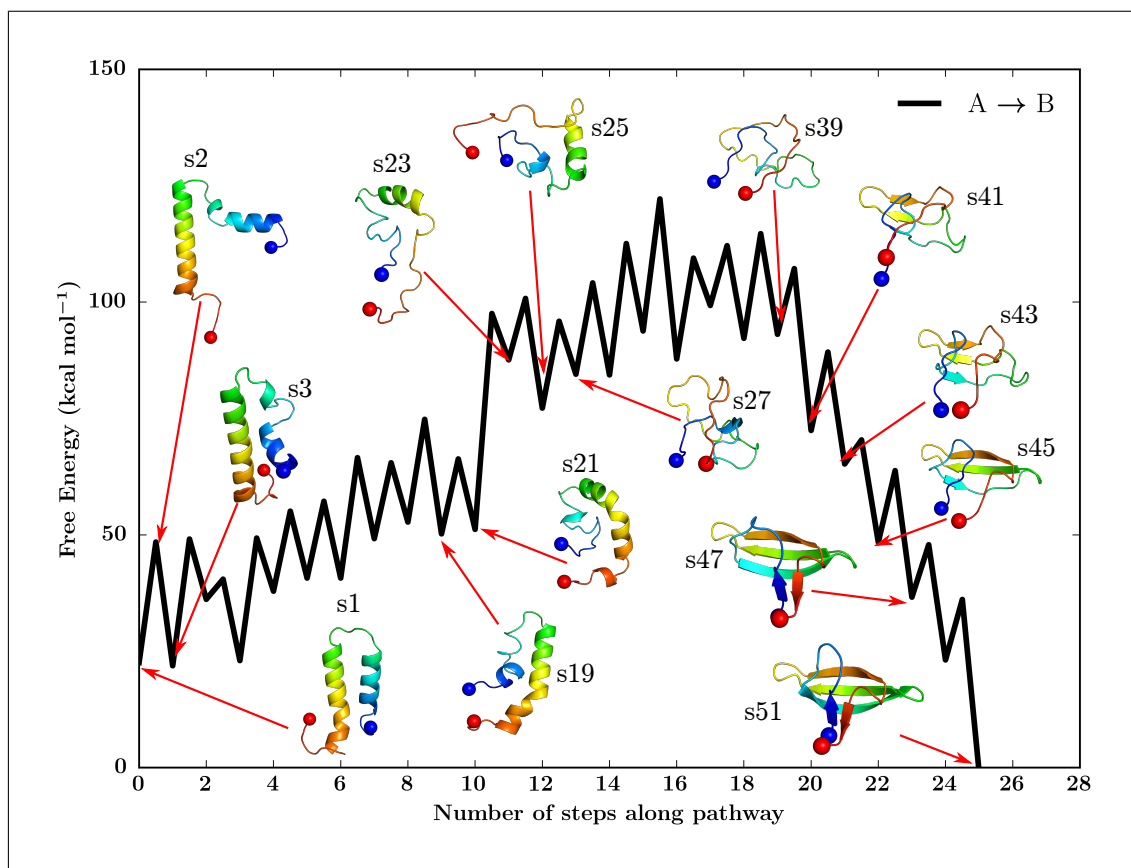 150
100
50
0
Free Energy (kcal mol⁻¹)
A → B
s25
s39
s2
s23
s41
s43
s3
s27
s45
s21
s47
s1
s19
s51
0 2 4 6 8 10 12 14 16 18 20 22 24 26 28
Number of steps along pathway